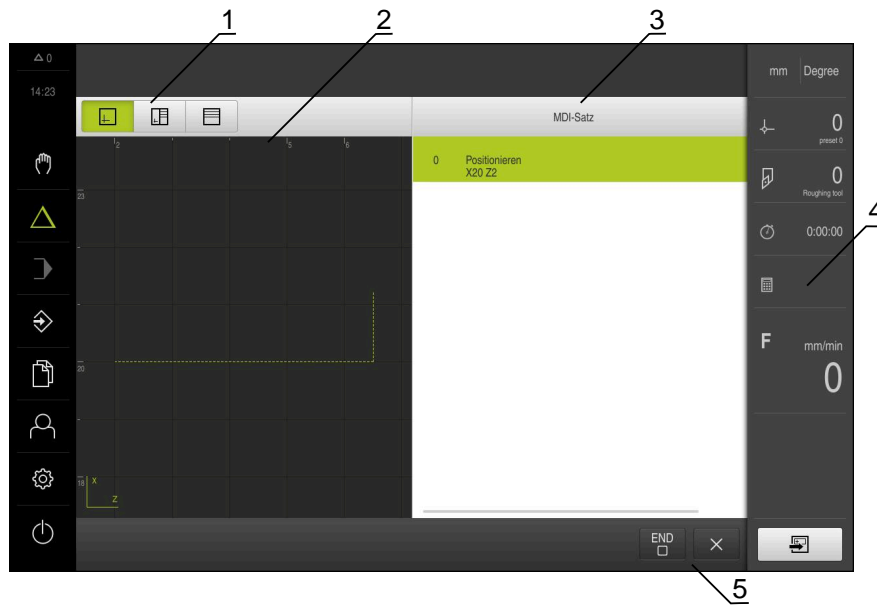 1
2
3
0
14:23
mm Degree
MDI-Satz
0
preset 0
0
Roughing tool
4
0:00:00
F mm/min
0
2 5 6
0 Positionieren
X20 Z2
23
20
18 X
Z
END
5